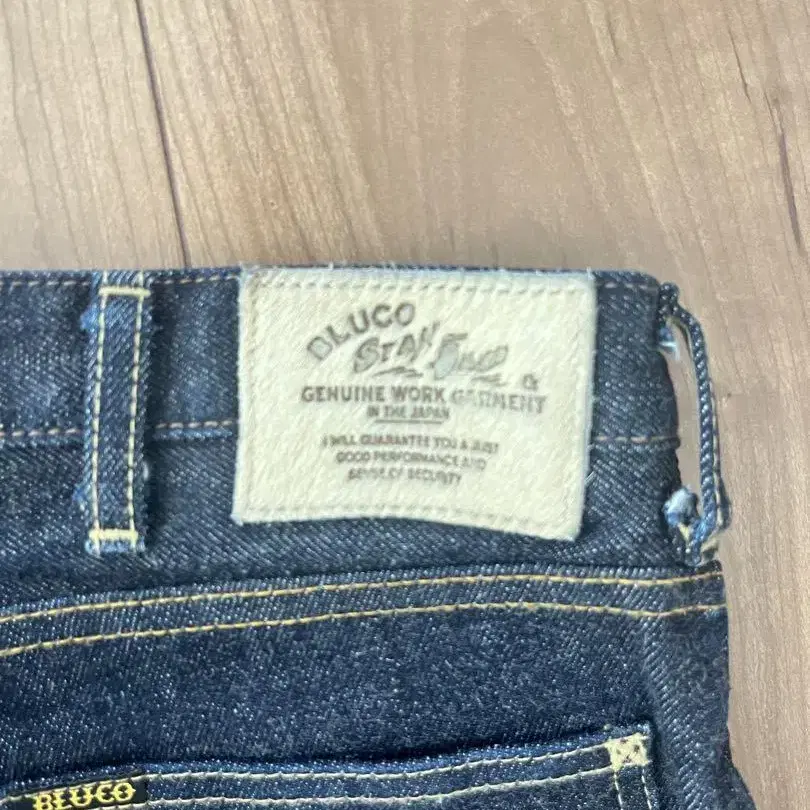 BLUCO
STAN
GENUINE WORK GARMENT
IN THE JAPAN
I WILL GUARANTEE YOU A JUST
GOOD PERFORMANCE AND
SENSE OF SECURITY
BLUCO